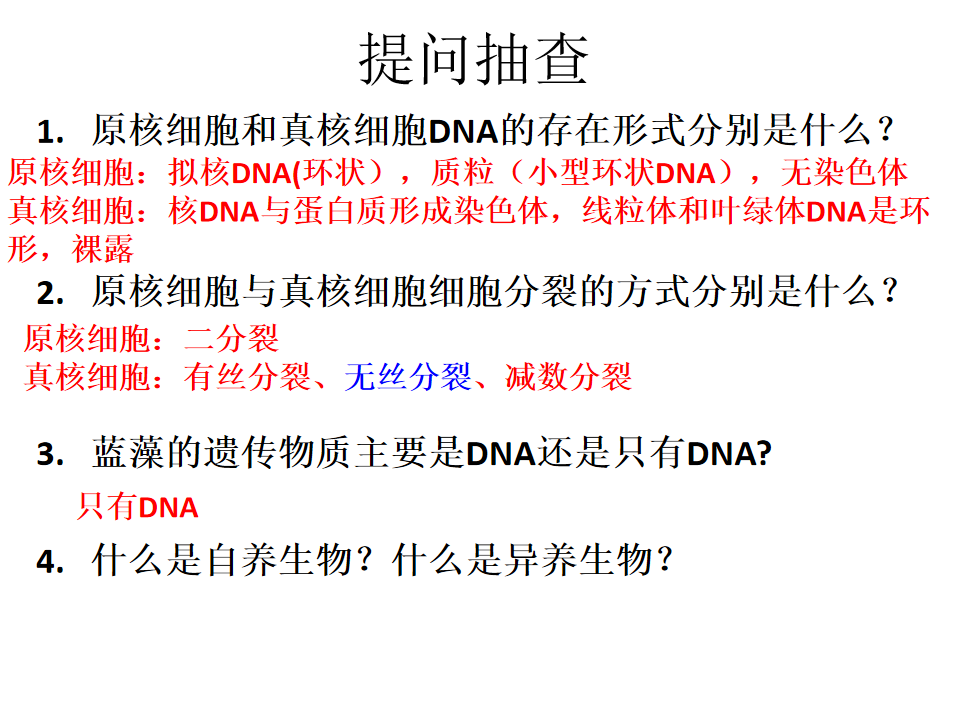 提问抽查
1. 原核细胞和真核细胞DNA的存在形式分别是什么？
原核细胞：拟核DNA(环状），质粒（小型环状DNA），无染色体
真核细胞：核DNA与蛋白质形成染色体，线粒体和叶绿体DNA是环
形，裸露
2. 原核细胞与真核细胞细胞分裂的方式分别是什么？
原核细胞：二分裂
真核细胞：有丝分裂、无丝分裂、减数分裂
3. 蓝藻的遗传物质主要是DNA还是只有DNA?
只有DNA
4. 什么是自养生物？什么是异养生物？